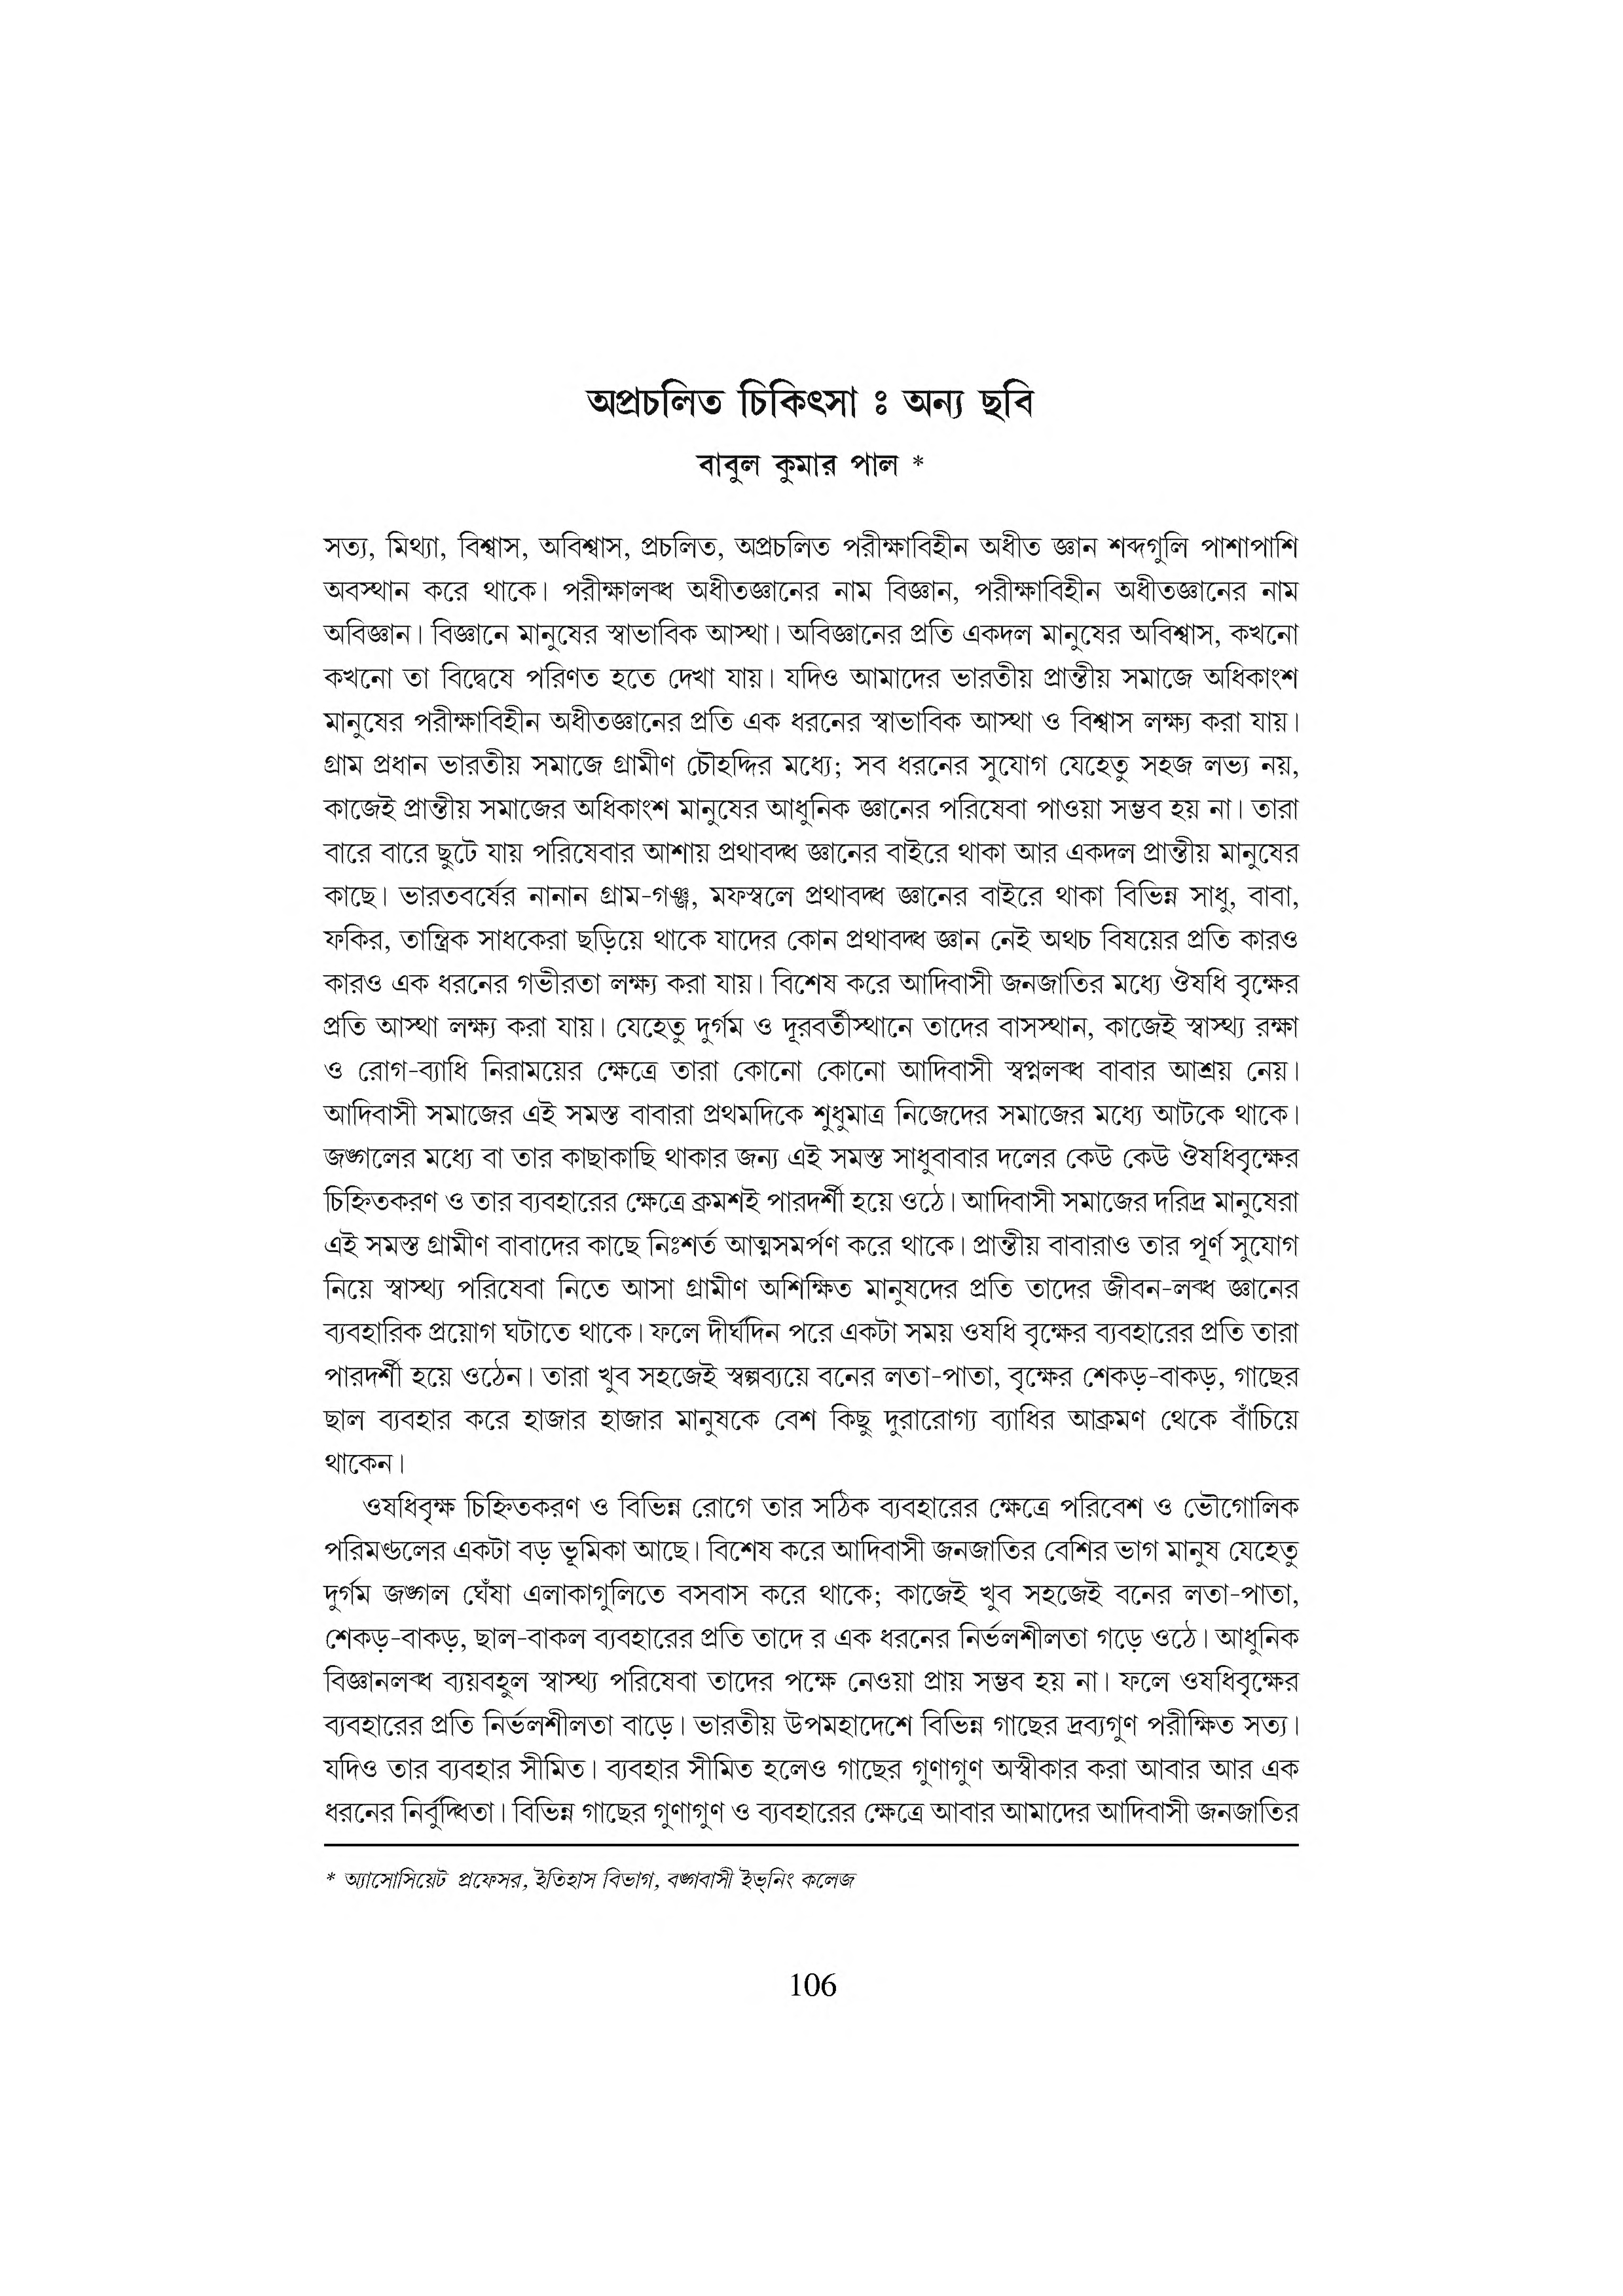 অপ্রচলিত চিকিৎসা ঃ অন্য ছবি
বাবুল কুমার পাল *
সত্য, মিথ্যা, বিশ্বাস, অবিশ্বাস, প্রচলিত, অপ্রচলিত পরীক্ষাবিহীন অধীত জ্ঞান শব্দগুলি পাশাপাশি
অবস্থান করে থাকে। পরীক্ষালব্ধ অধীতজ্ঞানের নাম বিজ্ঞান, পরীক্ষাবিহীন অধীতজ্ঞানের নাম
অবিজ্ঞান। বিজ্ঞানে মানুষের স্বাভাবিক আস্থা। অবিজ্ঞানের প্রতি একদল মানুষের অবিশ্বাস, কখনো
কখনো তা বিদ্বেষে পরিণত হতে দেখা যায়। যদিও আমাদের ভারতীয় প্রান্তীয় সমাজে অধিকাংশ
মানুষের পরীক্ষাবিহীন অধীতজ্ঞানের প্রতি এক ধরনের স্বাভাবিক আস্থা ও বিশ্বাস লক্ষ্য করা যায়।
গ্রাম প্রধান ভারতীয় সমাজে গ্রামীণ চৌহদ্দির মধ্যে; সব ধরনের সুযোগ যেহেতু সহজ লভ্য নয়,
কাজেই প্রান্তীয় সমাজের অধিকাংশ মানুষের আধুনিক জ্ঞানের পরিষেবা পাওয়া সম্ভব হয় না। তারা
বারে বারে ছুটে যায় পরিষেবার আশায় প্রথাবদ্ধ জ্ঞানের বাইরে থাকা আর একদল প্রান্তীয় মানুষের
কাছে। ভারতবর্ষের নানান গ্রাম-গঞ্জ, মফস্বলে প্রথাবদ্ধ জ্ঞানের বাইরে থাকা বিভিন্ন সাধু, বাবা,
ফকির, তান্ত্রিক সাধকেরা ছড়িয়ে থাকে যাদের কোন প্রথাবদ্ধ জ্ঞান নেই অথচ বিষয়ের প্রতি কারও
কারও এক ধরনের গভীরতা লক্ষ্য করা যায়। বিশেষ করে আদিবাসী জনজাতির মধ্যে ঔষধি বৃক্ষের
প্রতি আস্থা লক্ষ্য করা যায়। যেহেতু দুর্গম ও দূরবর্তীস্থানে তাদের বাসস্থান, কাজেই স্বাস্থ্য রক্ষা
ও রোগ-ব্যাধি নিরাময়ের ক্ষেত্রে তারা কোনো কোনো আদিবাসী স্বপ্নলব্ধ বাবার আশ্রয় নেয়।
আদিবাসী সমাজের এই সমস্ত বাবারা প্রথমদিকে শুধুমাত্র নিজেদের সমাজের মধ্যে আটকে থাকে।
জঙ্গলের মধ্যে বা তার কাছাকাছি থাকার জন্য এই সমস্ত সাধুবাবার দলের কেউ কেউ ঔষধিবৃক্ষের
চিহ্নিতকরণ ও তার ব্যবহারের ক্ষেত্রে ক্রমশই পারদর্শী হয়ে ওঠে। আদিবাসী সমাজের দরিদ্র মানুষেরা
এই সমস্ত গ্রামীণ বাবাদের কাছে নিঃশর্ত আত্মসমর্পণ করে থাকে। প্রান্তীয় বাবারাও তার পূর্ণ সুযোগ
নিয়ে স্বাস্থ্য পরিষেবা নিতে আসা গ্রামীণ অশিক্ষিত মানুষদের প্রতি তাদের জীবন-লব্ধ জ্ঞানের
ব্যবহারিক প্রয়োগ ঘটাতে থাকে। ফলে দীর্ঘদিন পরে একটা সময় ওষধি বৃক্ষের ব্যবহারের প্রতি তারা
পারদর্শী হয়ে ওঠেন। তারা খুব সহজেই স্বল্পব্যয়ে বনের লতা-পাতা, বৃক্ষের শেকড়-বাকড়, গাছের
ছাল ব্যবহার করে হাজার হাজার মানুষকে বেশ কিছু দুরারোগ্য ব্যাধির আক্রমণ থেকে বাঁচিয়ে
থাকেন।
ওষধিবৃক্ষ চিহ্নিতকরণ ও বিভিন্ন রোগে তার সঠিক ব্যবহারের ক্ষেত্রে পরিবেশ ও ভৌগোলিক
পরিমণ্ডলের একটা বড় ভূমিকা আছে। বিশেষ করে আদিবাসী জনজাতির বেশির ভাগ মানুষ যেহেতু
দুর্গম জঙ্গল ঘেঁষা এলাকাগুলিতে বসবাস করে থাকে; কাজেই খুব সহজেই বনের লতা-পাতা,
শেকড়-বাকড়, ছাল-বাকল ব্যবহারের প্রতি তাদে র এক ধরনের নির্ভলশীলতা গড়ে ওঠে। আধুনিক
বিজ্ঞানলব্ধ ব্যয়বহুল স্বাস্থ্য পরিষেবা তাদের পক্ষে নেওয়া প্রায় সম্ভব হয় না। ফলে ওষধিবৃক্ষের
ব্যবহারের প্রতি নির্ভলশীলতা বাড়ে। ভারতীয় উপমহাদেশে বিভিন্ন গাছের দ্রব্যগুণ পরীক্ষিত সত্য।
যদিও তার ব্যবহার সীমিত। ব্যবহার সীমিত হলেও গাছের গুণাগুণ অস্বীকার করা আবার আর এক
ধরনের নির্বুদ্ধিতা। বিভিন্ন গাছের গুণাগুণ ও ব্যবহারের ক্ষেত্রে আবার আমাদের আদিবাসী জনজাতির
* অ্যাসোসিয়েট প্রফেসর, ইতিহাস বিভাগ, বঙ্গবাসী ইভ্‌নিং কলেজ
106